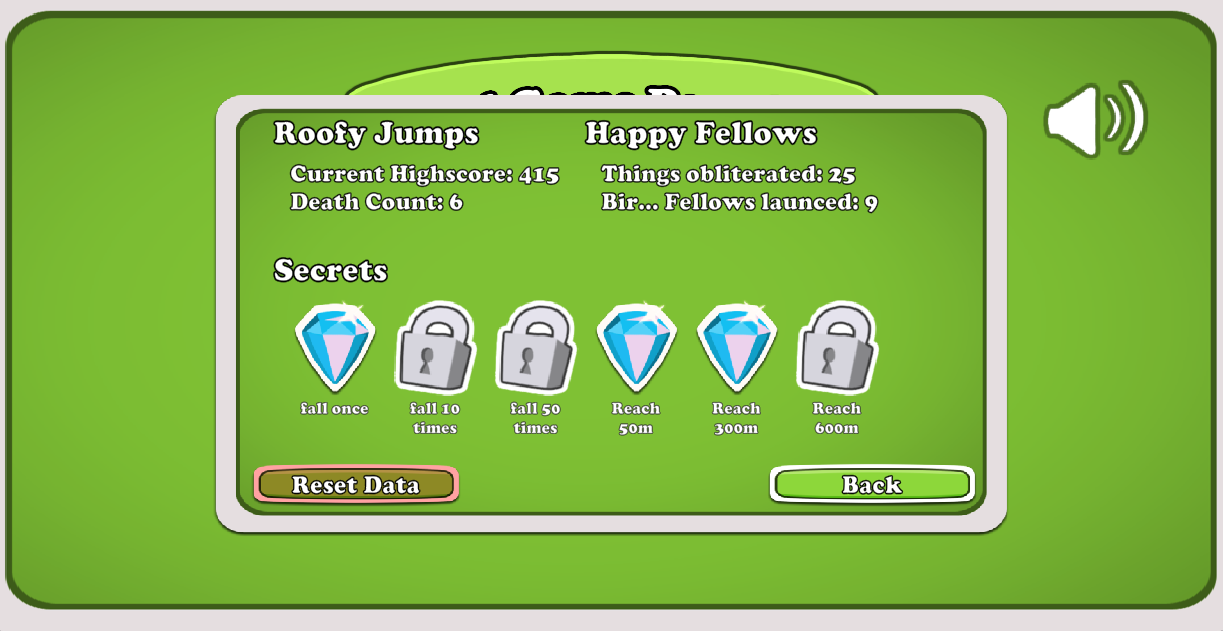 Roofy Jumps
Current Highscore: 415
Death Count: 6
Happy Fellows
Things obliterated: 25
Bir... Fellows launced: 9
Secrets
fall once
fall 10
times
fall 50
times
Reach
50m
Reach
300m
Reach
600m
Reset Data
Back